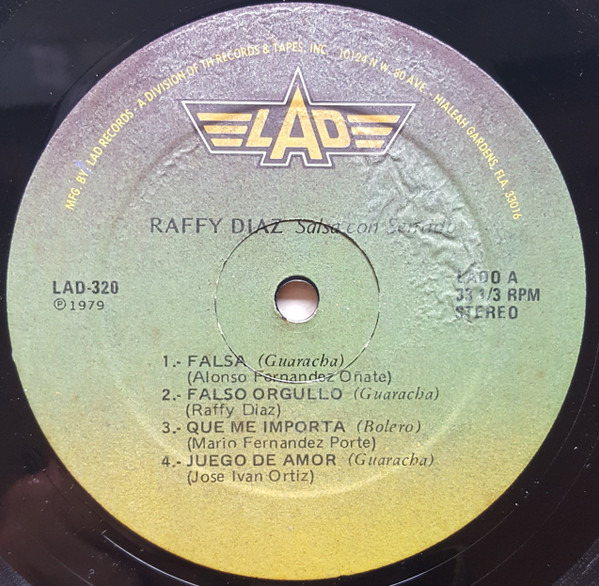 MFG. BY LAD RECORDS - A DIVISION OF TH RECORDS & TAPES, INC 10124 N.W. 80 AVE. - HIALEAH GARDENS, FLA. 33016
LAD
RAFFY DIAZ Salsa con Sentido
LAD-320
℗ 1979
LADO A
33 1/3 RPM
STEREO
1.- FALSA (Guaracha)
(Alonso Fernandez Oñate)
2.- FALSO ORGULLO (Guaracha)
(Raffy Diaz)
3.- QUE ME IMPORTA (Bolero)
(Mario Fernandez Porte)
4.- JUEGO DE AMOR (Guaracha)
(Jose Ivan Ortiz)